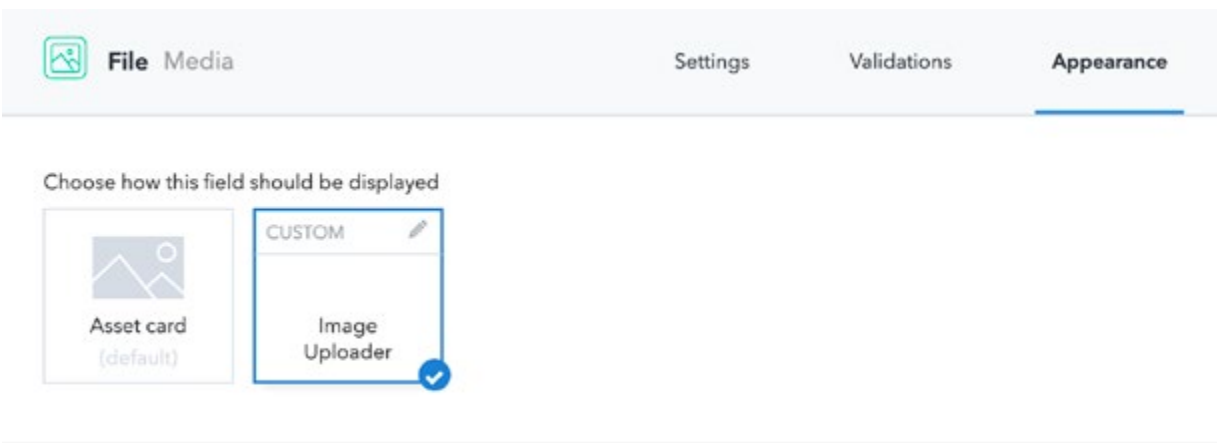 File Media Settings Validations Appearance
Choose how this field should be displayed
CUSTOM
Asset card
(default)
Image
Uploader